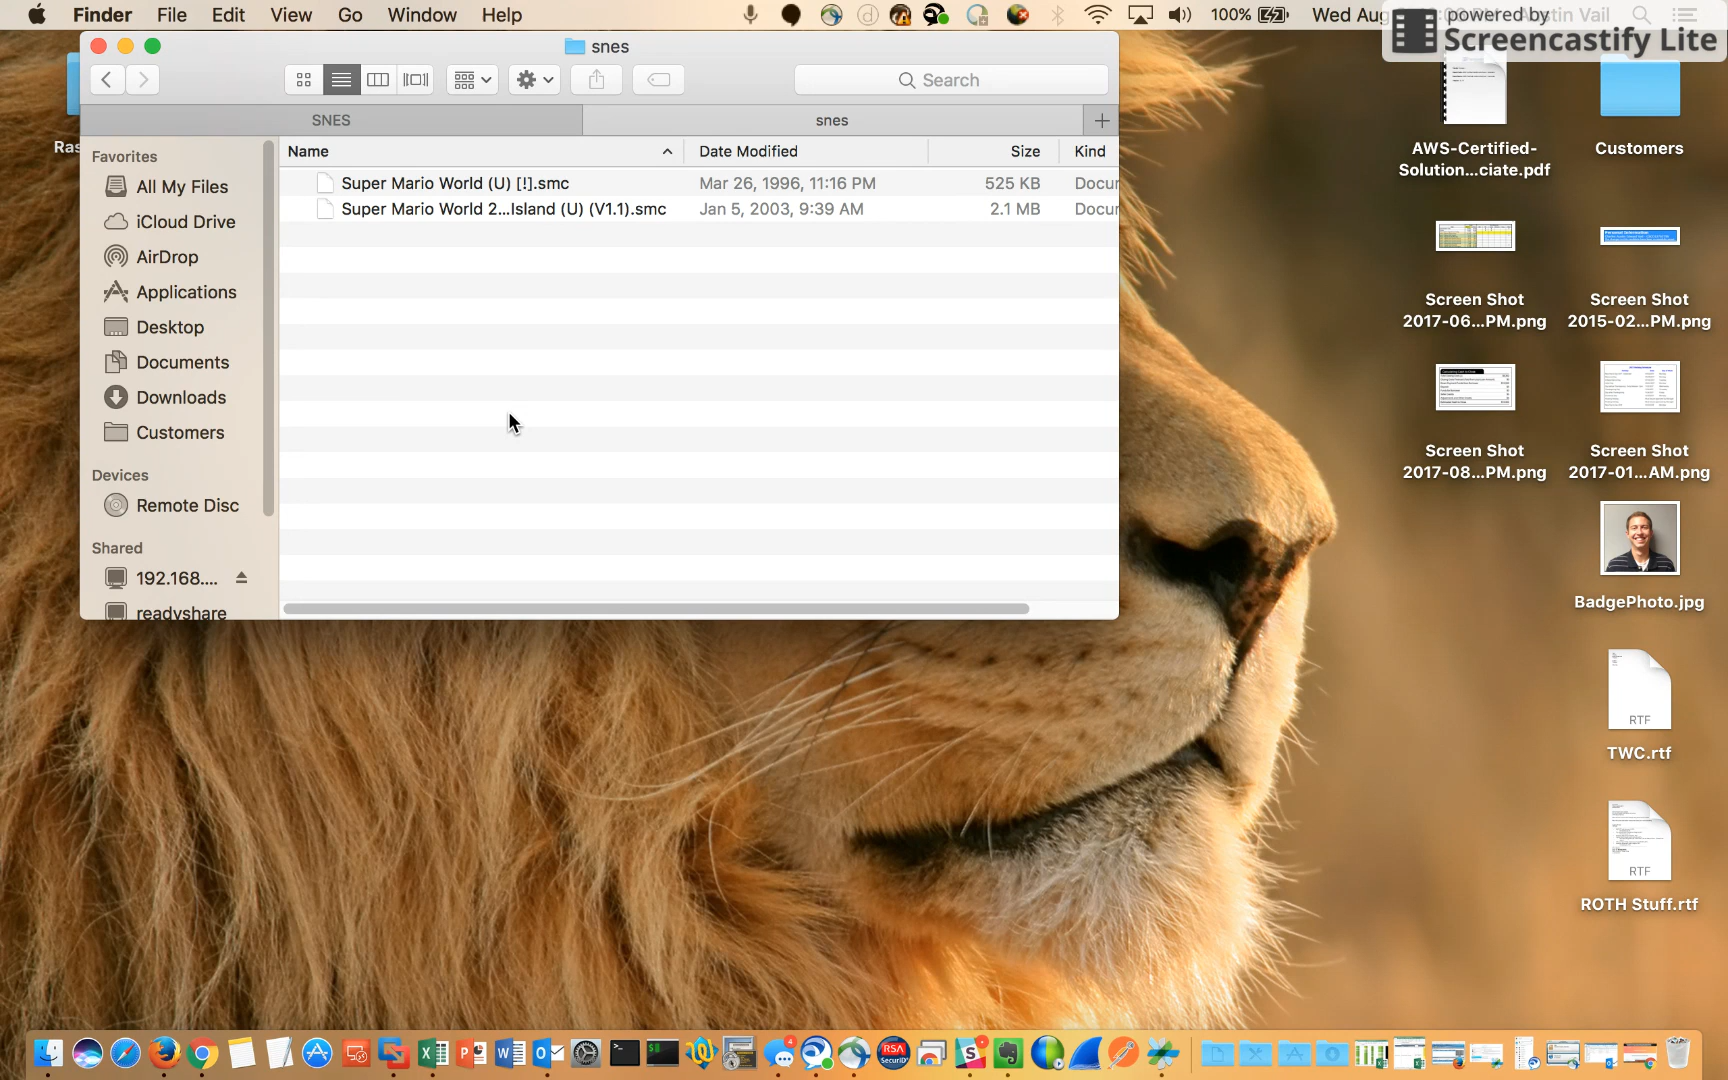 Finder File Edit View Go Window Help
100% Wed Aug
powered by
Screencastify Lite
snes
Search
SNES
snes
Name Date Modified Size Kind
Super Mario World (U) [!].smc Mar 26, 1996, 11:16 PM 525 KB Docu
Super Mario World 2...Island (U) (V1.1).smc Jan 5, 2003, 9:39 AM 2.1 MB Docu
Favorites
All My Files
iCloud Drive
AirDrop
Applications
Desktop
Documents
Downloads
Customers
Devices
Remote Disc
Shared
192.168....
readyshare
Ras
AWS-Certified-
Solution...ciate.pdf
Customers
Screen Shot
2017-06...PM.png
Screen Shot
2015-02...PM.png
Screen Shot
2017-08...PM.png
Screen Shot
2017-01...AM.png
BadgePhoto.jpg
RTF
TWC.rtf
RTF
ROTH Stuff.rtf